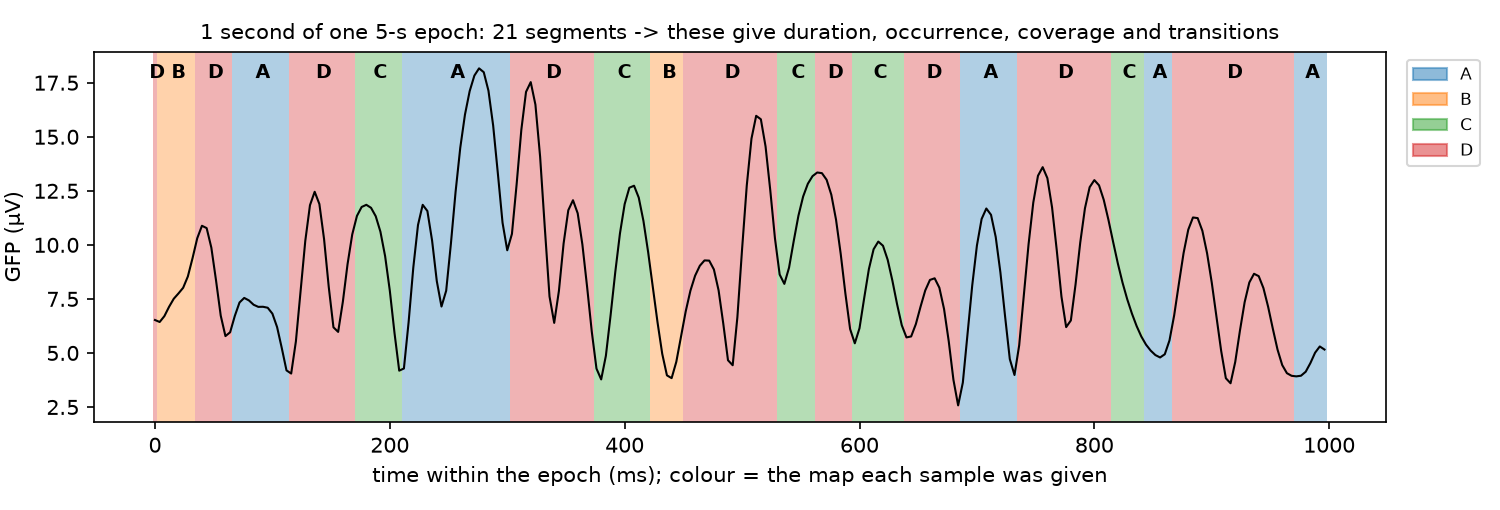 1 second of one 5-s epoch: 21 segments -> these give duration, occurrence, coverage and transitions
D B D A D C A D C B D C D C D A D C A D A
A
B
C
D
17.5
15.0
12.5
10.0
7.5
5.0
2.5
GFP (µV)
0 200 400 600 800 1000
time within the epoch (ms); colour = the map each sample was given